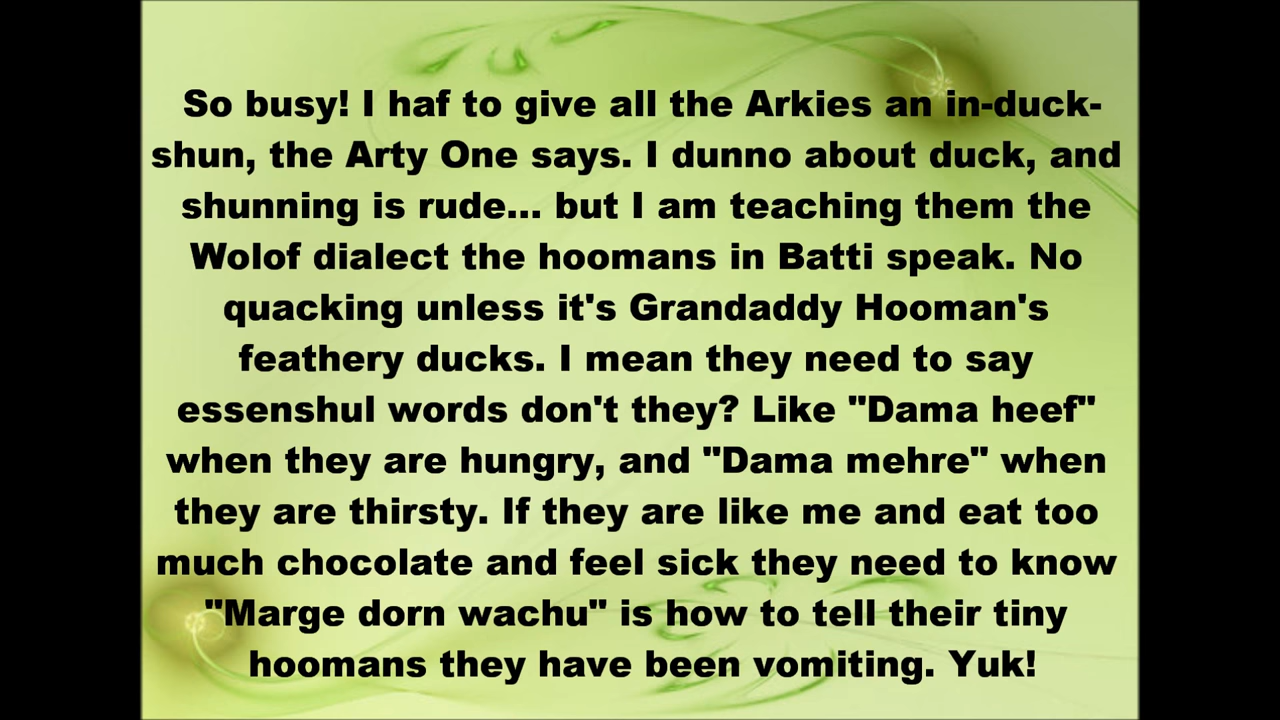 So busy! I haf to give all the Arkies an in-duck-
shun, the Arty One says. I dunno about duck, and
shunning is rude... but I am teaching them the
Wolof dialect the hoomans in Batti speak. No
quacking unless it's Grandaddy Hooman's
feathery ducks. I mean they need to say
essenshul words don't they? Like "Dama heef"
when they are hungry, and "Dama mehre" when
they are thirsty. If they are like me and eat too
much chocolate and feel sick they need to know
"Marge dorn wachu" is how to tell their tiny
hoomans they have been vomiting. Yuk!